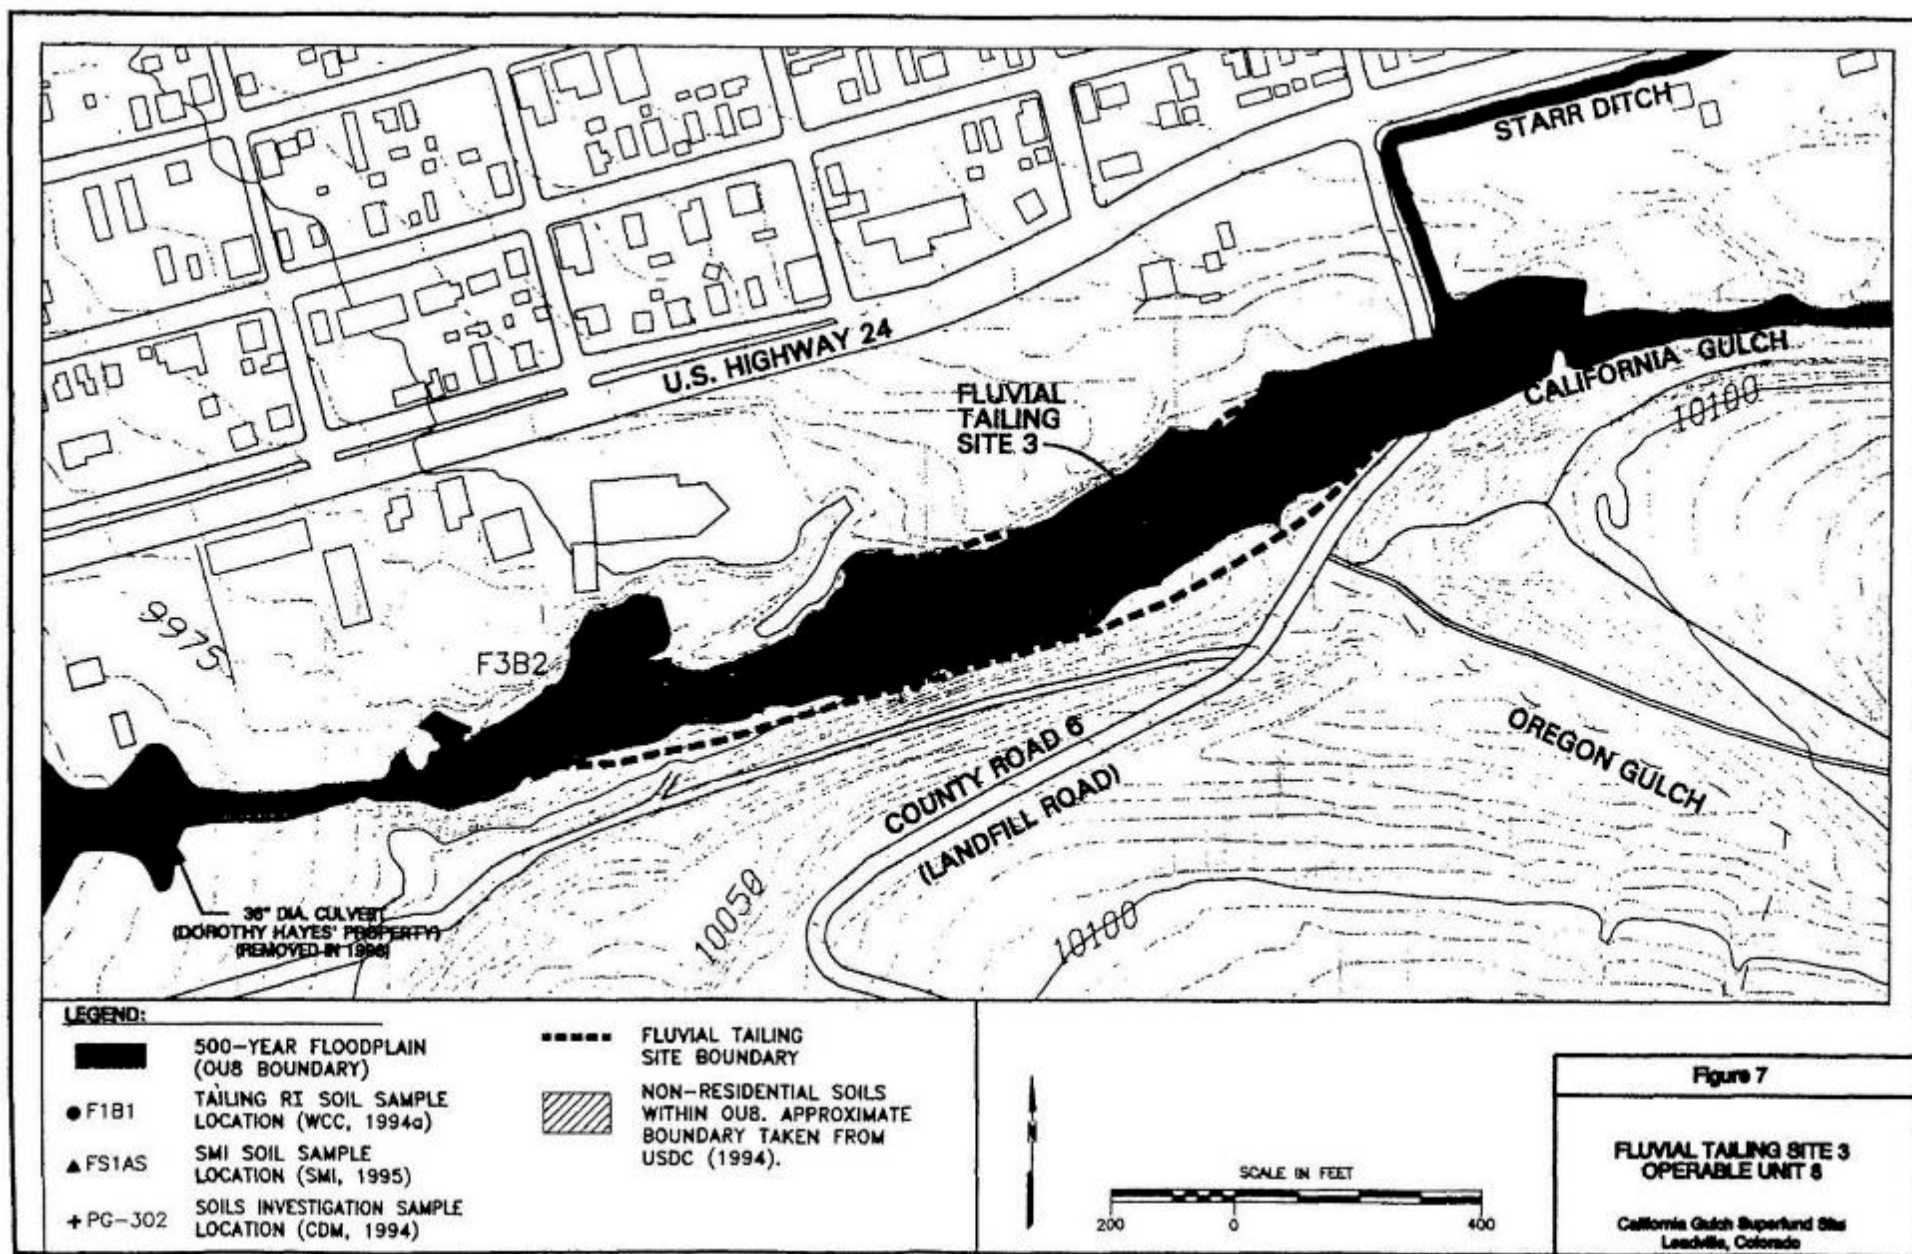 STARR DITCH
U.S. HIGHWAY 24
FLUVIAL
TAILING
SITE 3
CALIFORNIA GULCH
10100
9975
F3B2
OREGON GULCH
COUNTY ROAD 6
(LANDFILL ROAD)
36" DIA. CULVERT
(DOROTHY HAYES' PROPERTY)
(REMOVED IN
10050
10100
LEGEND:
500-YEAR FLOODPLAIN
(OU8 BOUNDARY)
F1B1
TAILING RI SOIL SAMPLE
LOCATION (WCC, 1994a)
FS1AS
SMI SOIL SAMPLE
LOCATION (SMI, 1995)
PG-302
SOILS INVESTIGATION SAMPLE
LOCATION (CDM, 1994)
FLUVIAL TAILING
SITE BOUNDARY
NON-RESIDENTIAL SOILS
WITHIN OU8. APPROXIMATE
BOUNDARY TAKEN FROM
USDC (1994).
N
SCALE IN FEET
200 0 400
Figure 7
FLUVIAL TAILING SITE 3
OPERABLE UNIT 8
California Gulch Superfund Site
Leadville, Colorado